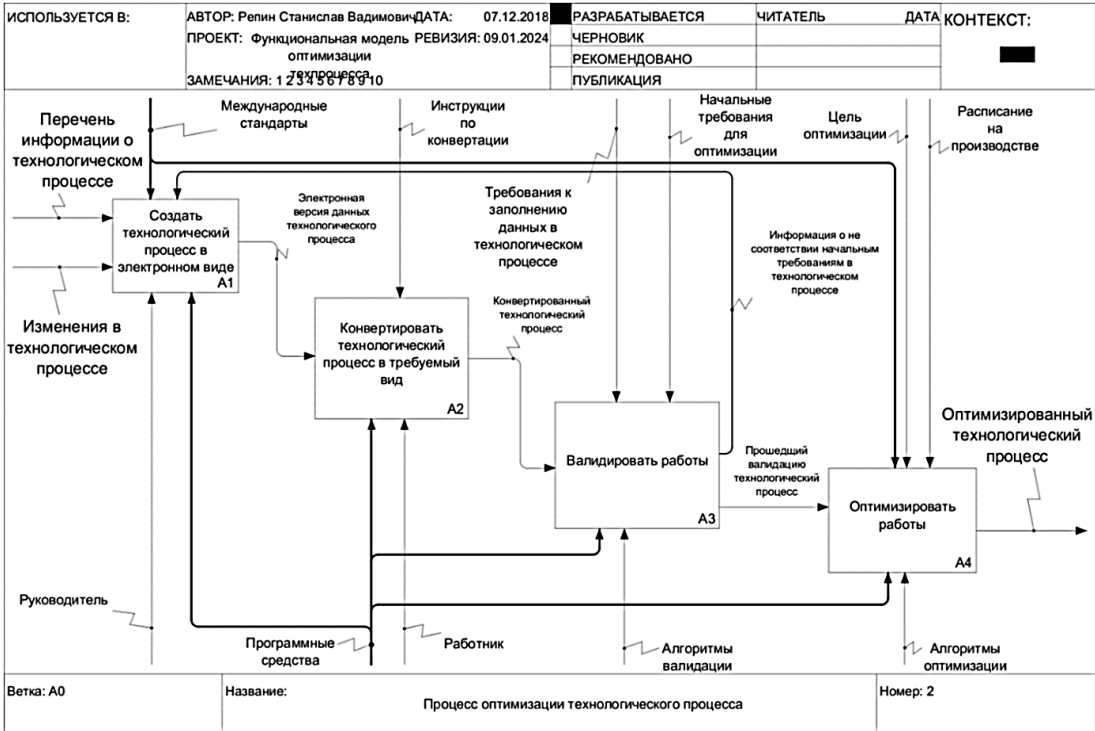 ИСПОЛЬЗУЕТСЯ В:
АВТОР: Репин Станислав Вадимович
ДАТА: 07.12.2018
ПРОЕКТ: Функциональная модель
оптимизации
техпроцесса
РЕВИЗИЯ: 09.01.2024
ЗАМЕЧАНИЯ: 1 2 3 4 5 6 7 8 9 10
РАЗРАБАТЫВАЕТСЯ
ЧЕРНОВИК
РЕКОМЕНДОВАНО
ПУБЛИКАЦИЯ
ЧИТАТЕЛЬ
ДАТА
КОНТЕКСТ:
Перечень
информации о
технологическом
процессе
Международные
стандарты
Инструкции
по
конвертации
Начальные
требования
для
оптимизации
Цель
оптимизации
Расписание
на
производстве
Создать
технологический
процесс в
электронном виде
A1
Электронная
версия данных
технологического
процесса
Требования к
заполнению
данных в
технологическом
процессе
Информация о не
соответствии начальным
требованиям в
технологическом
процессе
Изменения в
технологическом
процессе
Конвертировать
технологический
процесс в требуемый
вид
A2
Конвертированный
технологический
процесс
Валидировать работы
A3
Прошедщий
валидацию
технологический
процесс
Оптимизированный
технологический
процесс
Оптимизировать
работы
A4
Руководитель
Программные
средства
Работник
Алгоритмы
валидации
Алгоритмы
оптимизации
Ветка: A0
Название:
Процесс оптимизации технологического процесса
Номер: 2